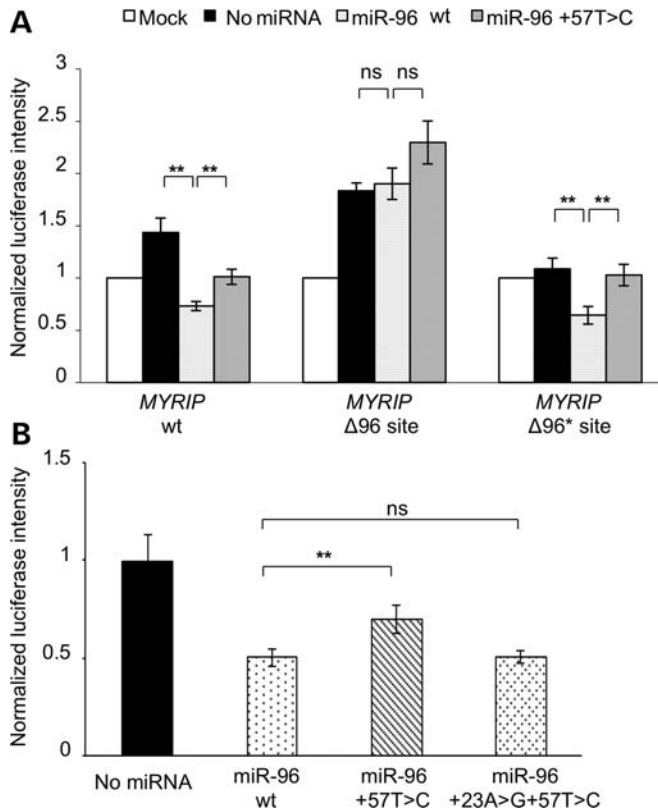 A
Mock No miRNA miR-96 wt miR-96 +57T>C
Normalized luciferase intensity
3
2.5
2
1.5
1
0.5
0
** **
ns ns
** **
MYRIP MYRIP MYRIP
wt Δ96 site Δ96* site
B
Normalized luciferase intensity
1.5
1
0.5
0
ns
**
No miRNA miR-96 miR-96 miR-96
wt +57T>C +23A>G+57T>C